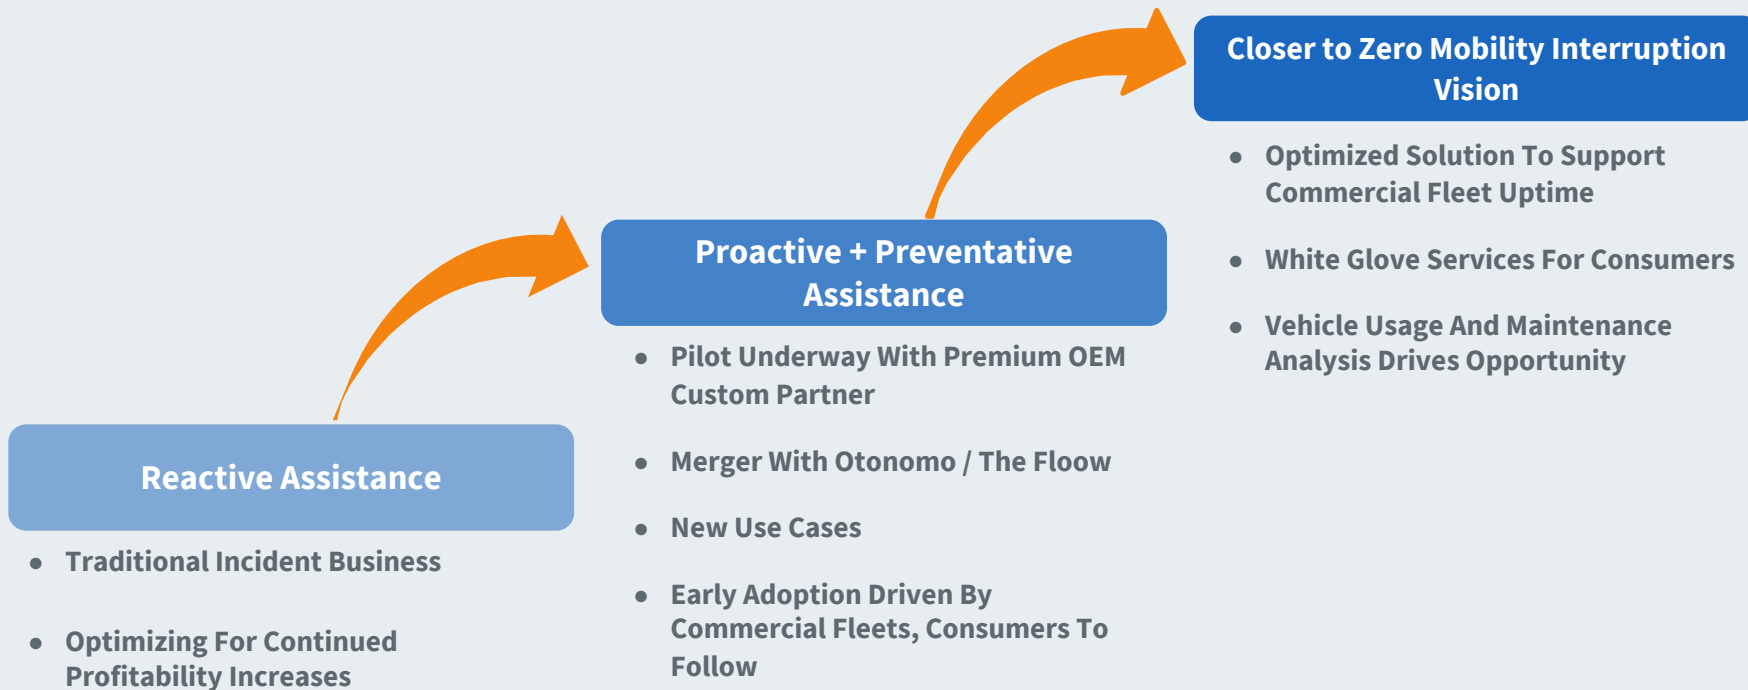 Reactive Assistance
● Traditional Incident Business
● Optimizing For Continued
Profitability Increases
Proactive + Preventative
Assistance
● Pilot Underway With Premium OEM
Custom Partner
● Merger With Otonomo / The Floow
● New Use Cases
● Early Adoption Driven By
Commercial Fleets, Consumers To
Follow
Closer to Zero Mobility Interruption
Vision
● Optimized Solution To Support
Commercial Fleet Uptime
● White Glove Services For Consumers
● Vehicle Usage And Maintenance
Analysis Drives Opportunity